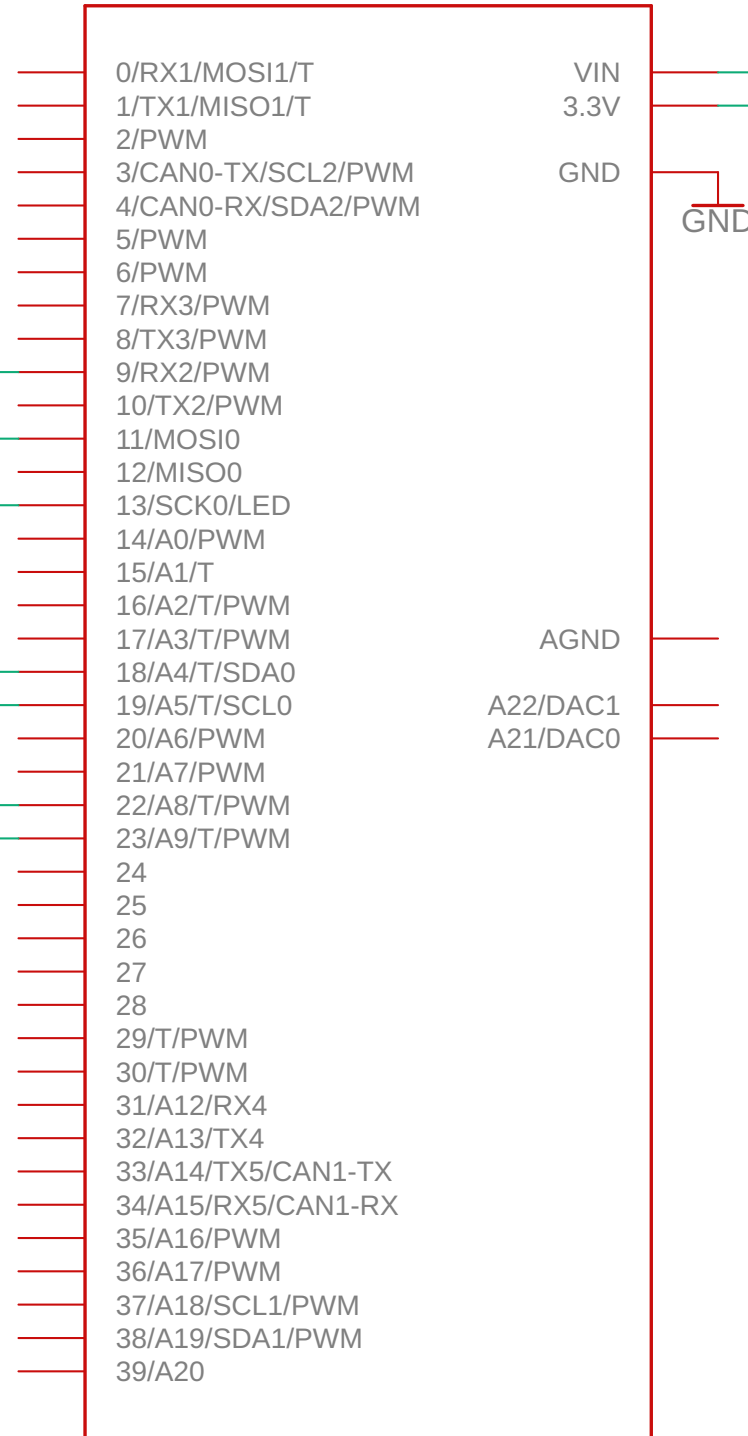 0/RX1/MOSI1/T VIN
1/TX1/MISO1/T 3.3V
2/PWM
3/CAN0-TX/SCL2/PWM GND
4/CAN0-RX/SDA2/PWM
GND
5/PWM
6/PWM
7/RX3/PWM
8/TX3/PWM
9/RX2/PWM
10/TX2/PWM
11/MOSI0
12/MISO0
13/SCK0/LED
14/A0/PWM
15/A1/T
16/A2/T/PWM
17/A3/T/PWM AGND
18/A4/T/SDA0
19/A5/T/SCL0 A22/DAC1
20/A6/PWM A21/DAC0
21/A7/PWM
22/A8/T/PWM
23/A9/T/PWM
24
25
26
27
28
29/T/PWM
30/T/PWM
31/A12/RX4
32/A13/TX4
33/A14/TX5/CAN1-TX
34/A15/RX5/CAN1-RX
35/A16/PWM
36/A17/PWM
37/A18/SCL1/PWM
38/A19/SDA1/PWM
39/A20